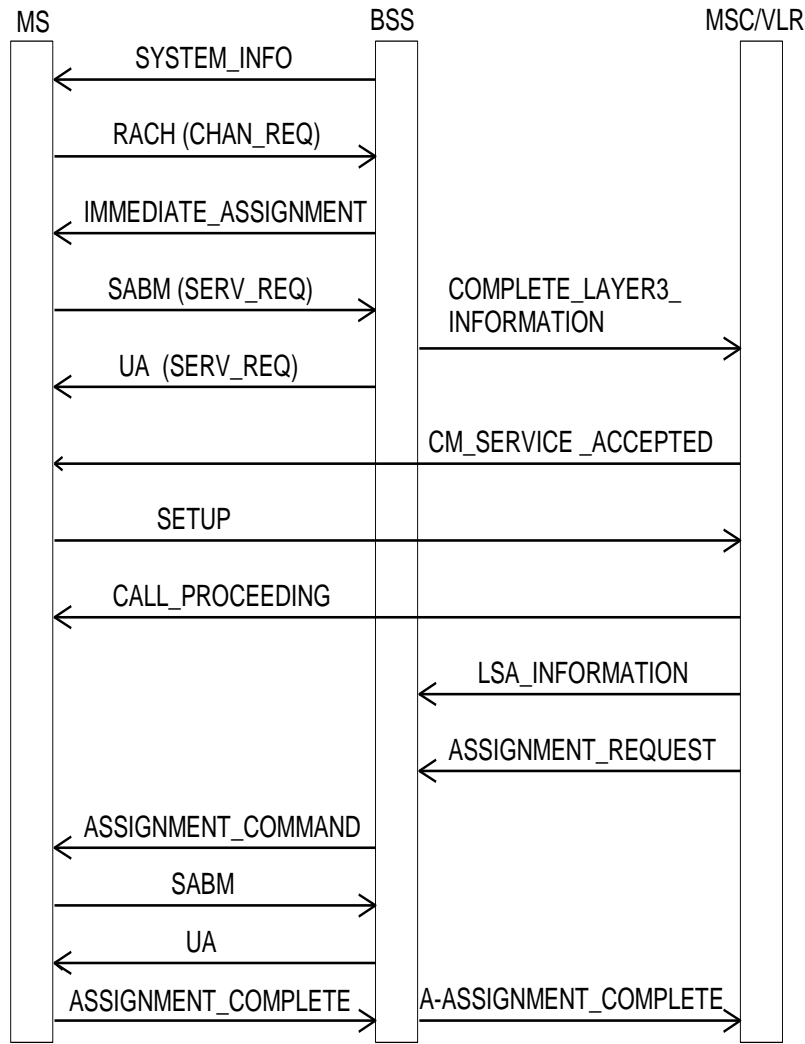 MS
BSS
MSC/VLR
SYSTEM_INFO
RACH (CHAN_REQ)
IMMEDIATE_ASSIGNMENT
SABM (SERV_REQ)
COMPLETE_LAYER3_
INFORMATION
UA (SERV_REQ)
CM_SERVICE _ACCEPTED
SETUP
CALL_PROCEEDING
LSA_INFORMATION
ASSIGNMENT_REQUEST
ASSIGNMENT_COMMAND
SABM
UA
ASSIGNMENT_COMPLETE
A-ASSIGNMENT_COMPLETE